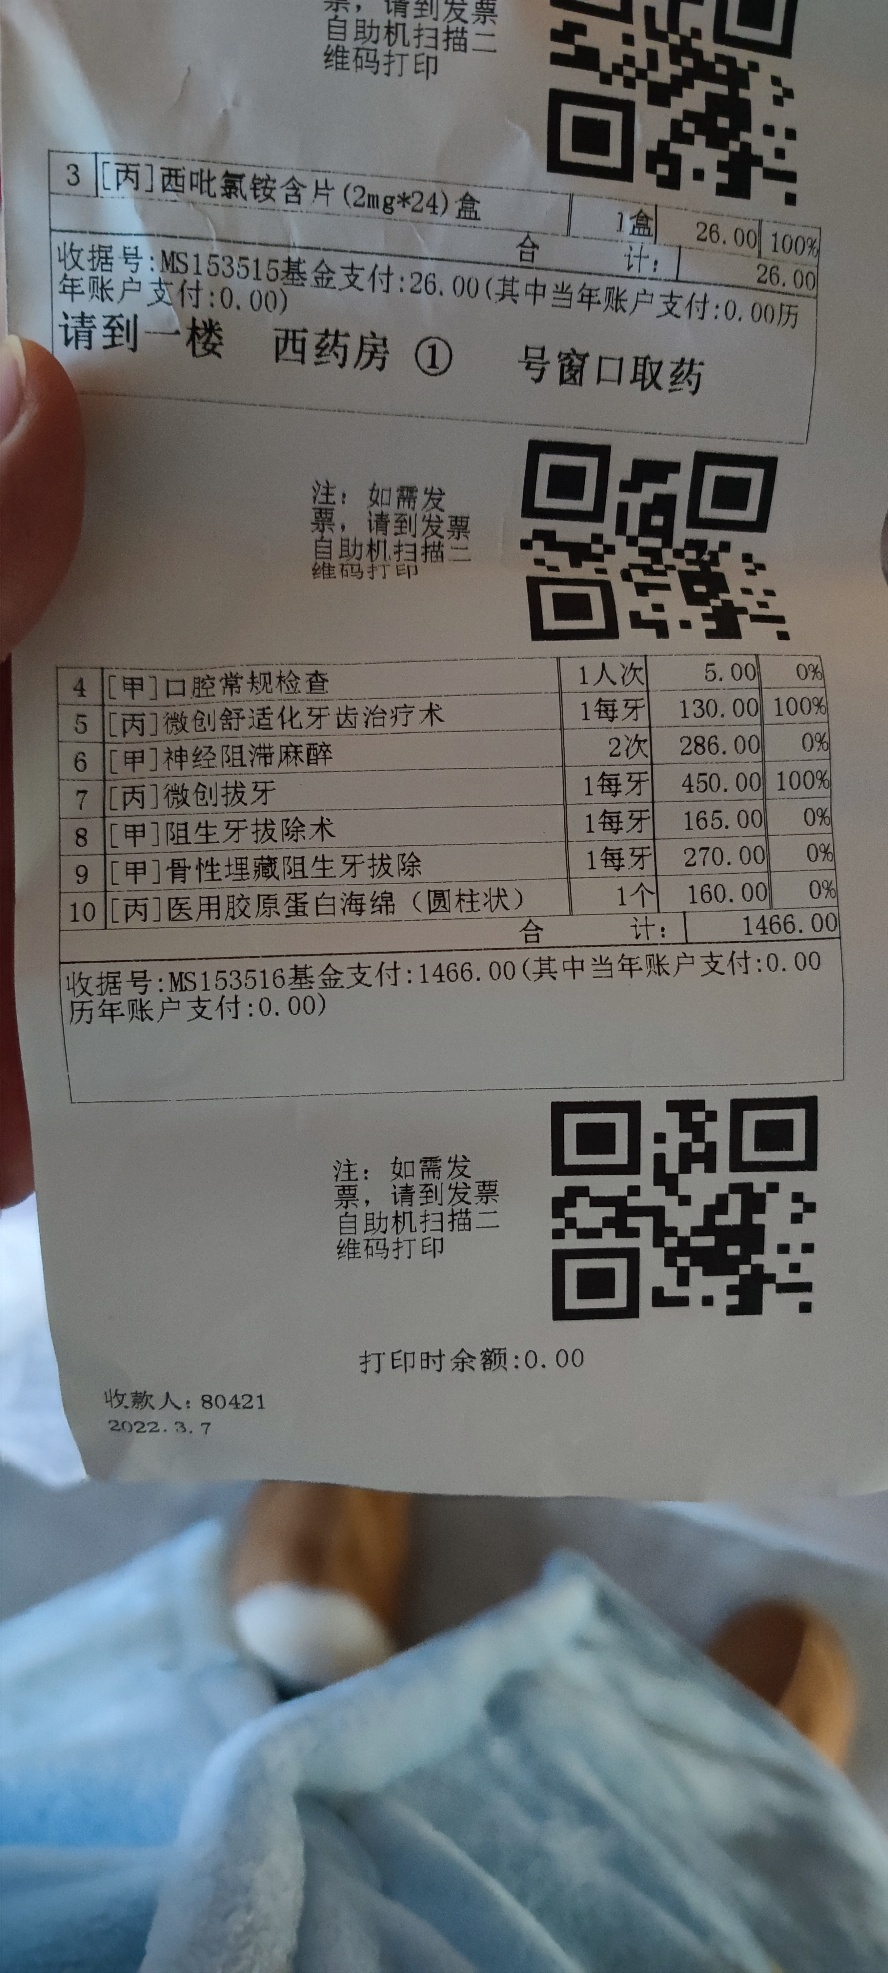 票，请到发票
自助机扫描二
维码打印
3 [丙]西吡氯铵含片(2mg*24)盒 1盒 26.00 100%
合 计： 26.00
收据号:MS153515基金支付:26.00(其中当年账户支付:0.00历
年账户支付:0.00)
请到一楼 西药房 ① 号窗口取药
注：如需发
票，请到发票
自助机扫描二
维码打印
4 [甲]口腔常规检查 1人次 5.00 0%
5 [丙]微创舒适化牙齿治疗术 1每牙 130.00 100%
6 [甲]神经阻滞麻醉 2次 286.00 0%
7 [丙]微创拔牙 1每牙 450.00 100%
8 [甲]阻生牙拔除术 1每牙 165.00 0%
9 [甲]骨性埋藏阻生牙拔除 1每牙 270.00 0%
10 [丙]医用胶原蛋白海绵（圆柱状） 1个 160.00 0%
合 计： 1466.00
收据号:MS153516基金支付:1466.00(其中当年账户支付:0.00
历年账户支付:0.00)
注：如需发
票，请到发票
自助机扫描二
维码打印
打印时余额:0.00
收款人: 80421
2022.3.7